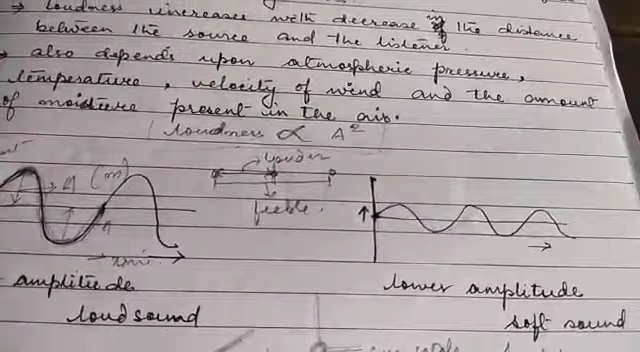 → loudness increases with decrease in the distance
between the source and the listener.
→ also depends upon atmospheric pressure,
temperature, velocity of wind and the amount
of moisture present in the air.
loudness ∝ A²
louder
(m)
feeble.
amplitude
lower amplitude
loud sound
soft sound